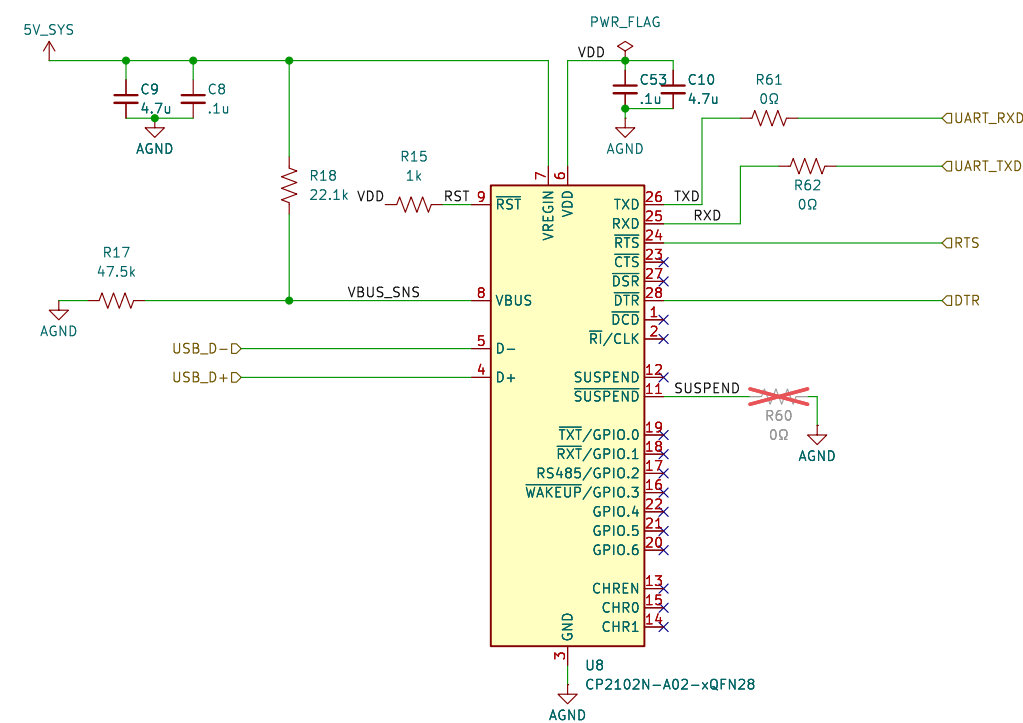 5V_SYS
PWR_FLAG
VDD
C9
4.7u
C8
.1u
AGND
C53
.1u
C10
4.7u
AGND
R61
0Ω
UART_RXD
R62
0Ω
UART_TXD
R18
22.1k
R15
1k
VDD
RST
R17
47.5k
AGND
VBUS_SNS
USB_D-
USB_D+
7
6
VREGIN
VDD
9
RST
8
VBUS
5
D-
4
D+
TXD
26
TXD
RXD
25
RXD
RTS
24
RTS
CTS
23
DSR
27
DTR
28
DTR
DCD
1
RI/CLK
2
SUSPEND
12
SUSPEND
11
SUSPEND
R60
0Ω
AGND
TXT/GPIO.0
19
RXT/GPIO.1
18
RS485/GPIO.2
17
WAKEUP/GPIO.3
16
GPIO.4
22
GPIO.5
21
GPIO.6
20
CHREN
13
CHR0
15
CHR1
14
GND
3
U8
CP2102N-A02-xQFN28
AGND